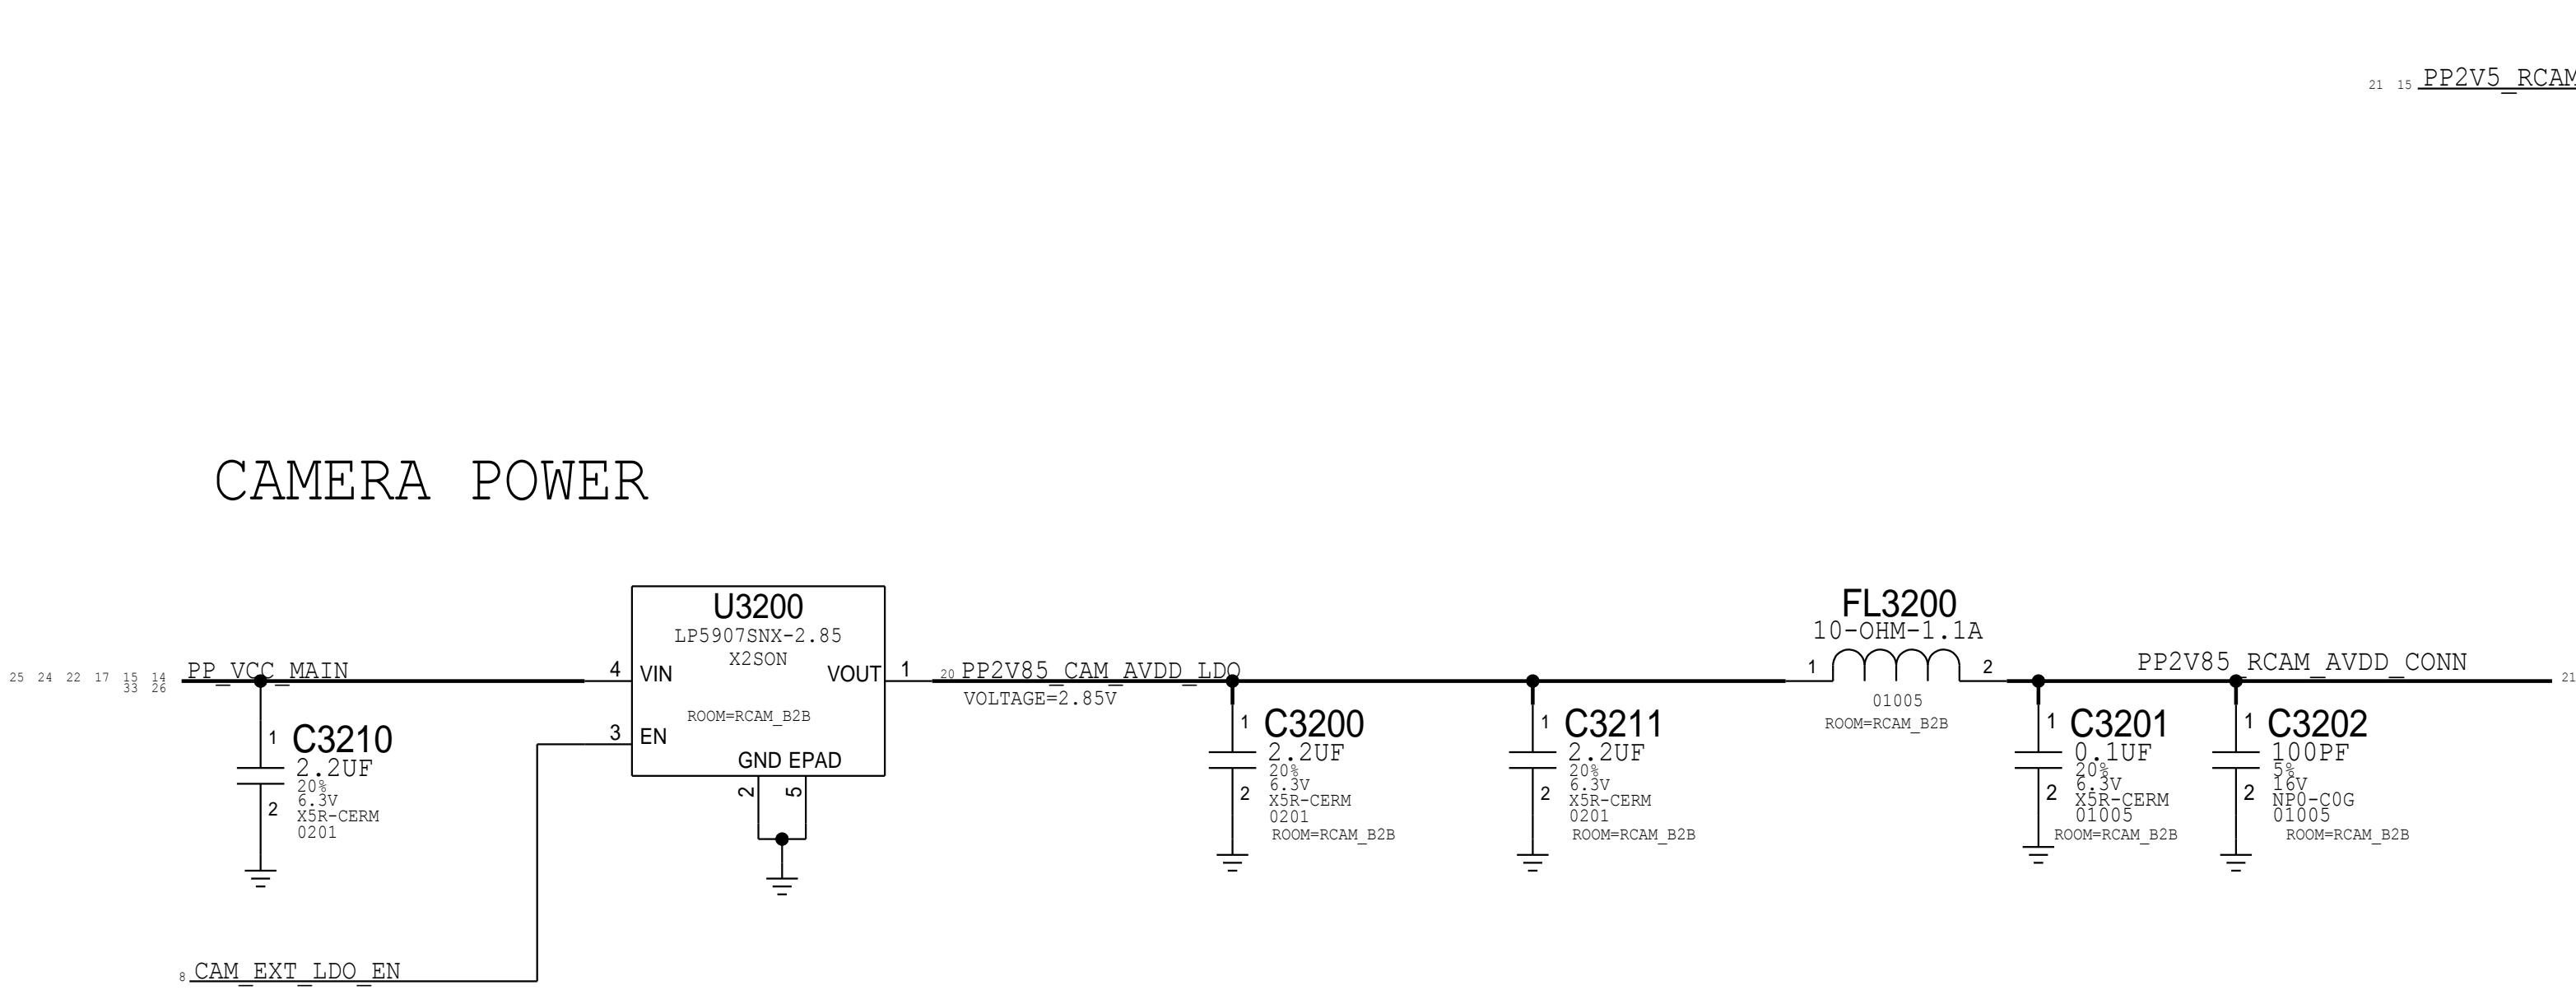 21 15 PP2V5_RCAM
CAMERA POWER
25 24 22 17 15 14
33 26
PP_VCC_MAIN
1
C3210
2.2UF
20%
6.3V
2
X5R-CERM
0201
8 CAM_EXT_LDO_EN
U3200
LP5907SNX-2.85
X2SON
4 VIN
VOUT 1
ROOM=RCAM_B2B
3 EN
GND EPAD
2 5
20 PP2V85_CAM_AVDD_LDO
VOLTAGE=2.85V
1
C3200
2.2UF
20%
6.3V
2
X5R-CERM
0201
ROOM=RCAM_B2B
1
C3211
2.2UF
20%
6.3V
2
X5R-CERM
0201
ROOM=RCAM_B2B
FL3200
10-OHM-1.1A
1 2
01005
ROOM=RCAM_B2B
PP2V85_RCAM_AVDD_CONN
21
1
C3201
0.1UF
20%
6.3V
2
X5R-CERM
01005
ROOM=RCAM_B2B
1
C3202
100PF
5%
16V
2
NP0-C0G
01005
ROOM=RCAM_B2B